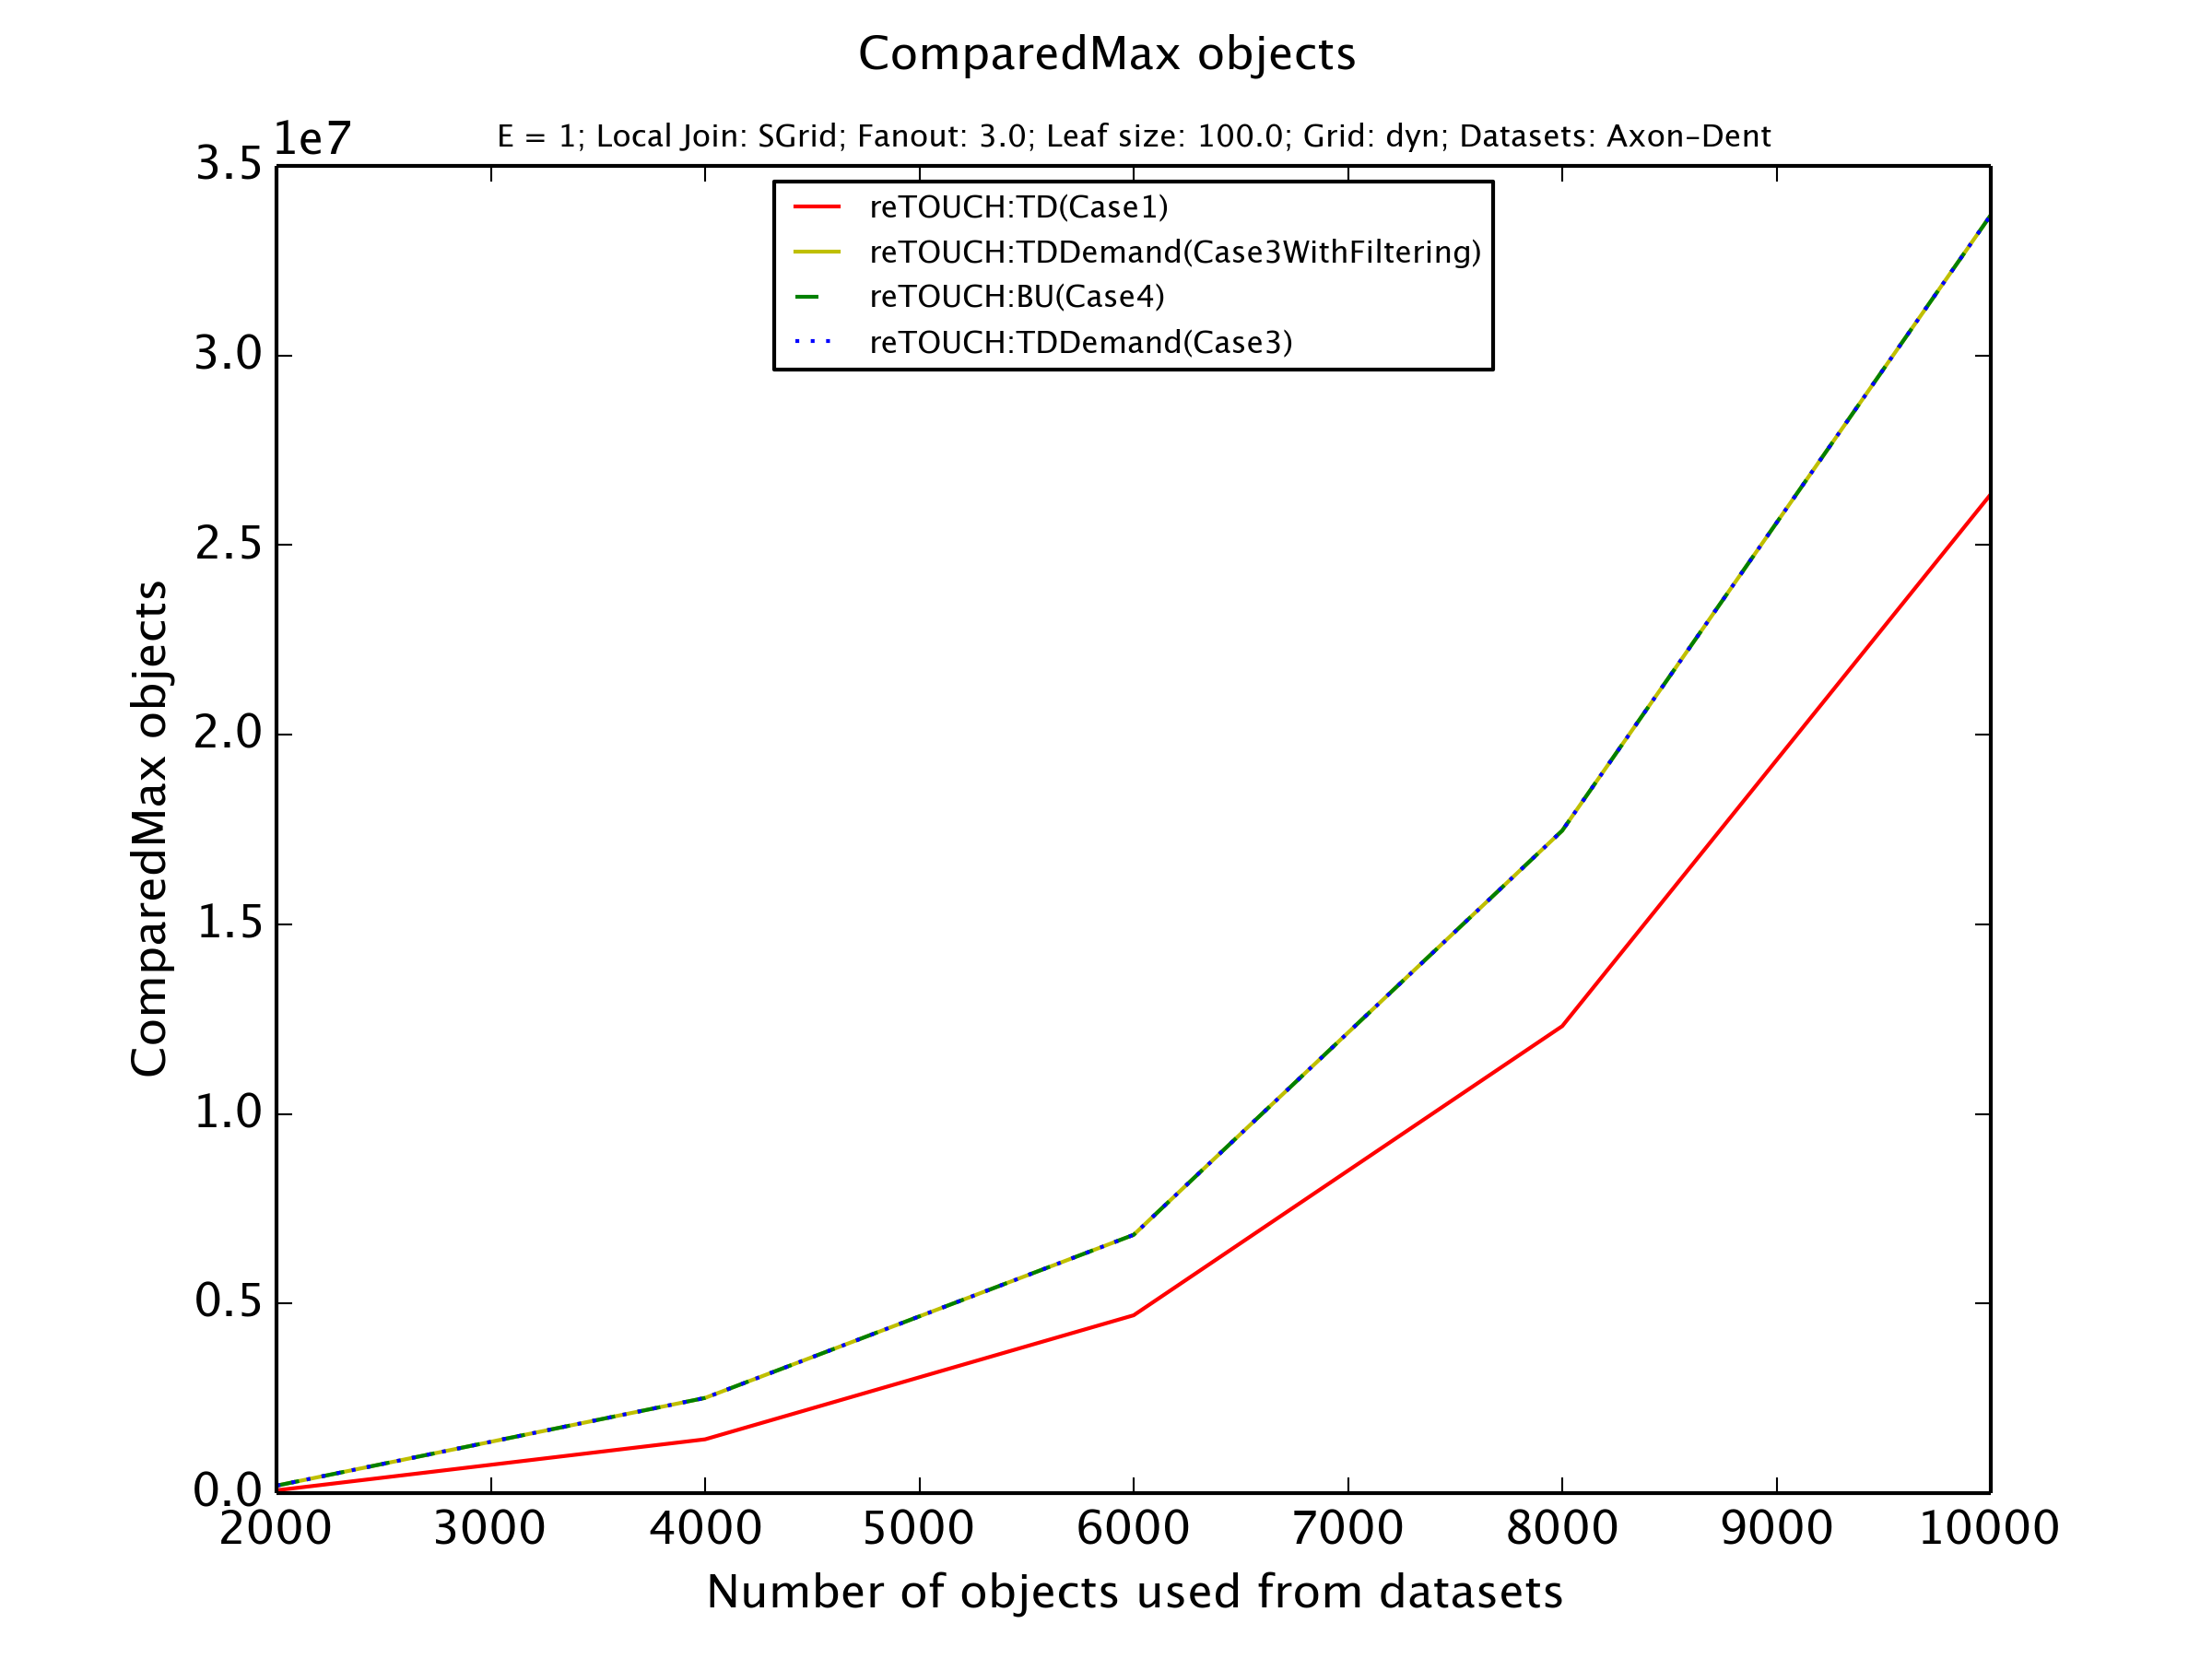 ComparedMax objects
1e7
E = 1; Local Join: SGrid; Fanout: 3.0; Leaf size: 100.0; Grid: dyn; Datasets: Axon-Dent
reTOUCH:TD(Case1)
reTOUCH:TDDemand(Case3WithFiltering)
reTOUCH:BU(Case4)
reTOUCH:TDDemand(Case3)
ComparedMax objects
3.5
3.0
2.5
2.0
1.5
1.0
0.5
0.0
2000 3000 4000 5000 6000 7000 8000 9000 10000
Number of objects used from datasets